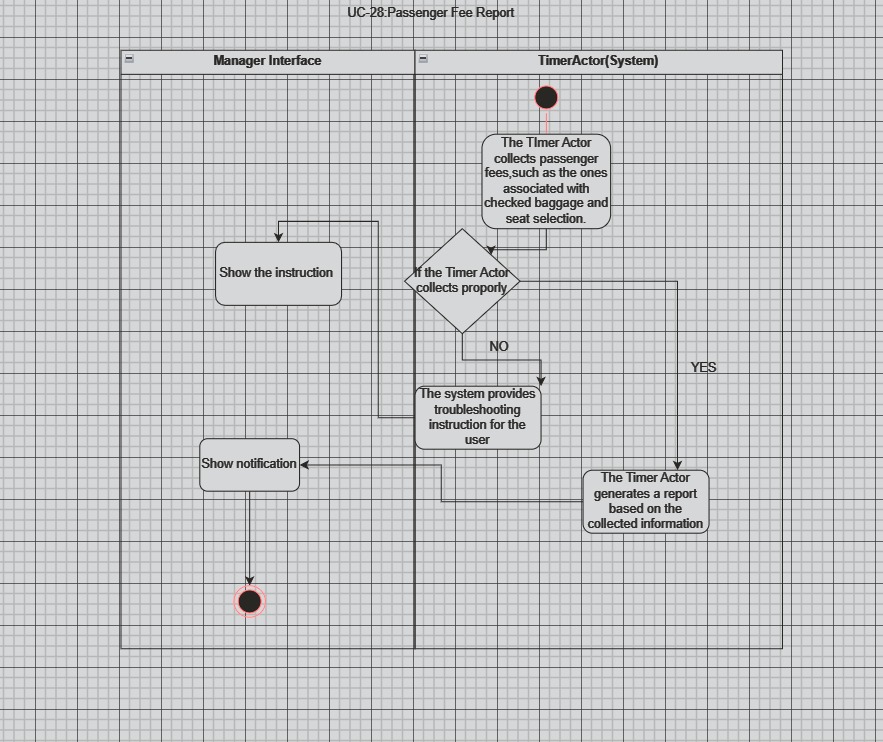 UC-28:Passenger Fee Report
Manager Interface
TimerActor(System)
The TImer Actor
collects passenger
fees,such as the ones
associated with
checked baggage and
seat selection.
Show the instruction
If the Timer Actor
collects proporly
NO
YES
The system provides
troubleshooting
instruction for the
user
Show notification
The Timer Actor
generates a report
based on the
collected information